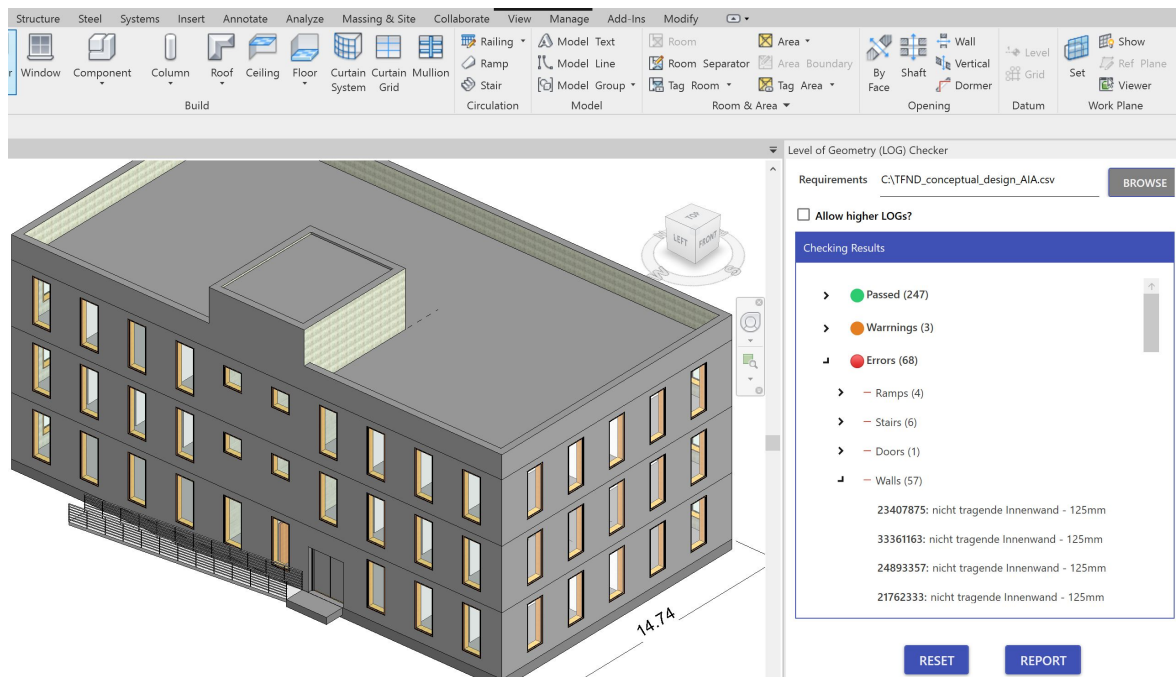 Structure Steel Systems Insert Annotate Analyze Massing & Site Collaborate View Manage Add-Ins Modify
Railing Model Text Room Area Wall Show
Level
Ramp Model Line Room Separator Area Boundary Vertical Ref Plane
Window Component Column Roof Ceiling Floor Curtain System Curtain Grid Mullion By Face Shaft Set
Grid
Stair Model Group Tag Room Tag Area Dormer Viewer
Build Circulation Model Room & Area Opening Datum Work Plane
Level of Geometry (LOG) Checker
Requirements C:\TFND_conceptual_design_AIA.csv BROWSE
Allow higher LOGs?
Checking Results
Passed (247)
Warrnings (3)
Errors (68)
Ramps (4)
Stairs (6)
Doors (1)
Walls (57)
23407875: nicht tragende Innenwand - 125mm
33361163: nicht tragende Innenwand - 125mm
24893357: nicht tragende Innenwand - 125mm
21762333: nicht tragende Innenwand - 125mm
RESET REPORT
TOP
LEFT FRONT
14.74